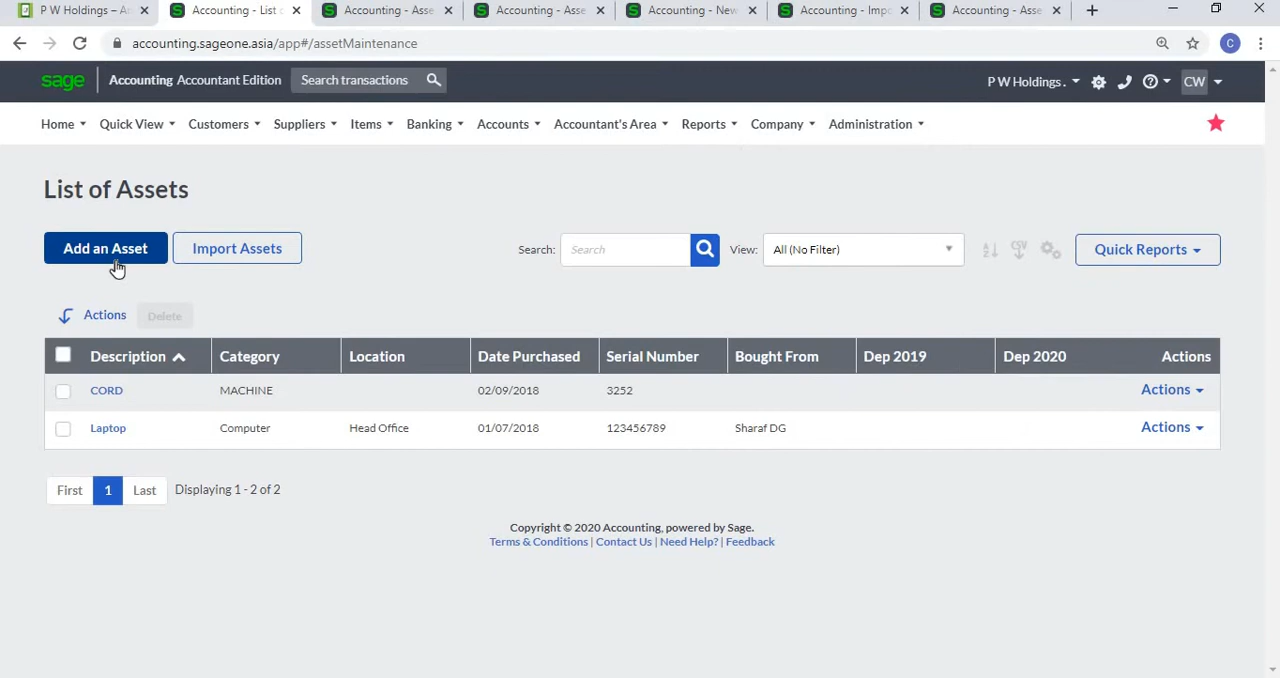 P W Holdings – A
Accounting - List
Accounting - Asse
Accounting - Asse
Accounting - New
Accounting - Impo
Accounting - Asse
accounting.sageone.asia/app#/assetMaintenance
C
sage
Accounting Accountant Edition
Search transactions
P W Holdings .
CW
Home
Quick View
Customers
Suppliers
Items
Banking
Accounts
Accountant's Area
Reports
Company
Administration
List of Assets
Add an Asset
Import Assets
Search:
Search
View:
All (No Filter)
CSV
Quick Reports
Actions
Delete
Description Category Location Date Purchased Serial Number Bought From Dep 2019 Dep 2020 Actions
CORD MACHINE 02/09/2018 3252 Actions
Laptop Computer Head Office 01/07/2018 123456789 Sharaf DG Actions
First 1 Last Displaying 1 - 2 of 2
Copyright © 2020 Accounting, powered by Sage.
Terms & Conditions | Contact Us | Need Help? | Feedback